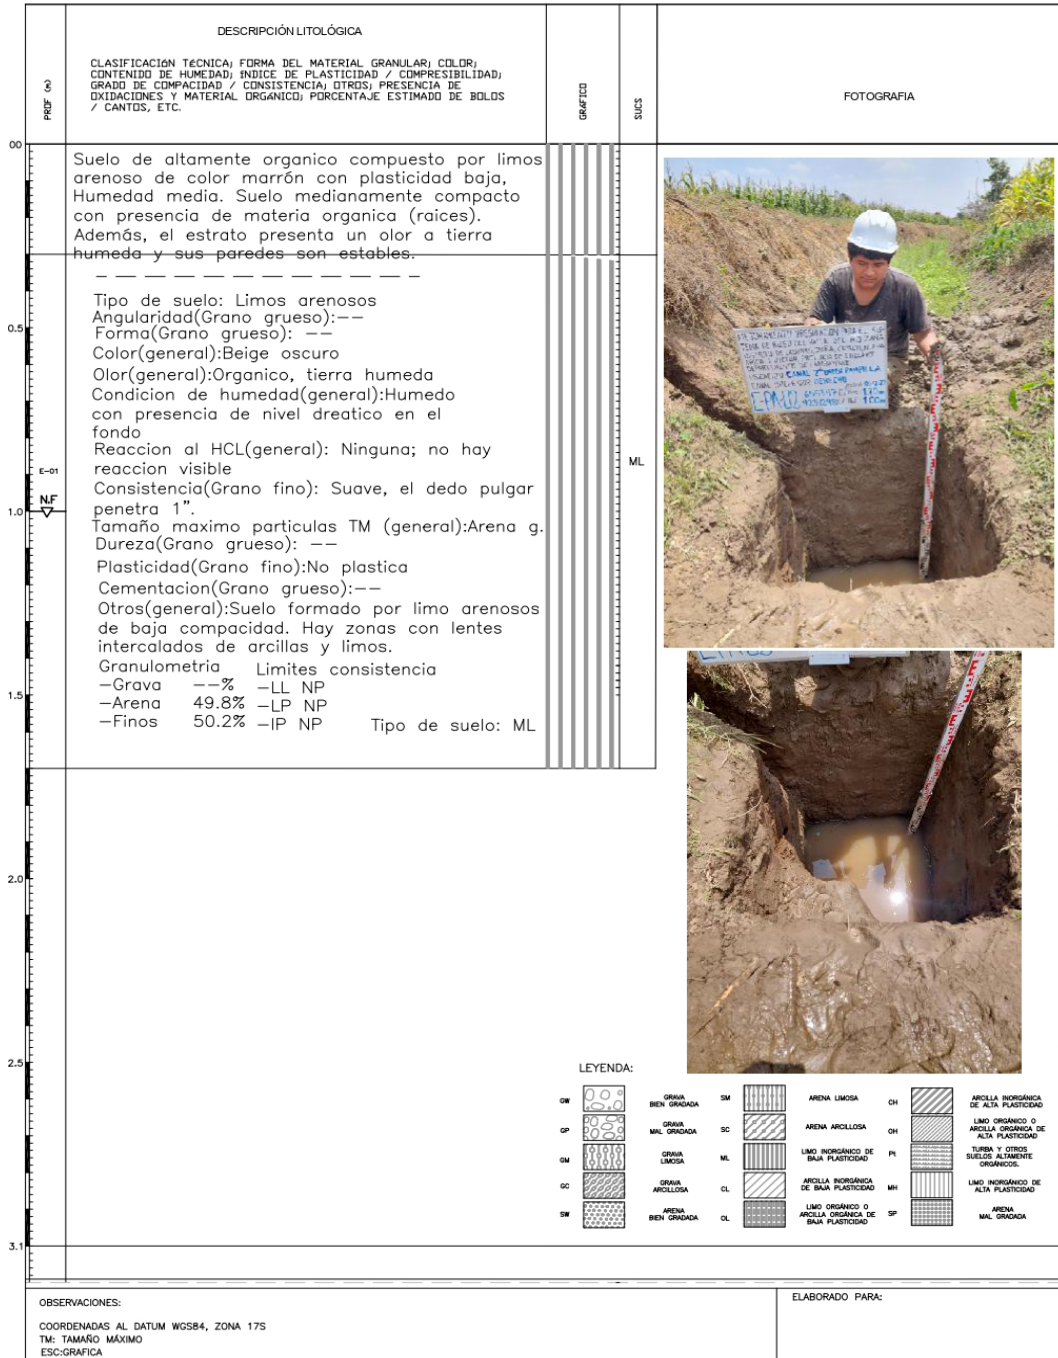 DESCRIPCIÓN LITOLÓGICA
CLASIFICACIóN TéCNICA; FORMA DEL MATERIAL GRANULAR; COLOR;
CONTENIDO DE HUMEDAD; íNDICE DE PLASTICIDAD / COMPRESIBILIDAD;
GRADO DE COMPACIDAD / CONSISTENCIA; OTROS; PRESENCIA DE
OXIDACIONES Y MATERIAL ORGáNICO; PORCENTAJE ESTIMADO DE BOLOS
/ CANTOS, ETC.
PROF (m)
GRÁFICO
SUCS
FOTOGRAFIA
00
Suelo de altamente organico compuesto por limos
arenoso de color marrón con plasticidad baja,
Humedad media. Suelo medianamente compacto
con presencia de materia organica (raices).
Además, el estrato presenta un olor a tierra
humeda y sus paredes son estables.
Tipo de suelo: Limos arenosos
Angularidad(Grano grueso):--
0.5
Forma(Grano grueso): --
Color(general):Beige oscuro
Olor(general):Organico, tierra humeda
Condicion de humedad(general):Humedo
con presencia de nivel dreatico en el
fondo
Reaccion al HCL(general): Ninguna; no hay
reaccion visible
E-01
ML
Consistencia(Grano fino): Suave, el dedo pulgar
penetra 1".
N.F
1.0
Tamaño maximo particulas TM (general):Arena g.
Dureza(Grano grueso): --
Plasticidad(Grano fino):No plastica
Cementacion(Grano grueso):--
Otros(general):Suelo formado por limo arenosos
de baja compacidad. Hay zonas con lentes
intercalados de arcillas y limos.
Granulometria Limites consistencia
-Grava --% -LL NP
1.5
-Arena 49.8% -LP NP
-Finos 50.2% -IP NP Tipo de suelo: ML
CANAL
2.0
2.5
LEYENDA:
GW GRAVA BIEN GRADADA SM ARENA LIMOSA CH ARCILLA INORGÁNICA DE ALTA PLASTICIDAD
GP GRAVA MAL GRADADA SC ARENA ARCILLOSA OH LIMO ORGÁNICO O ARCILLA ORGÁNICA DE ALTA PLASTICIDAD
GM GRAVA LIMOSA ML LIMO INORGÁNICO DE BAJA PLASTICIDAD Pt TURBA Y OTROS SUELOS ALTAMENTE ORGÁNICOS.
GC GRAVA ARCILLOSA CL ARCILLA INORGÁNICA DE BAJA PLASTICIDAD MH LIMO INORGÁNICO DE ALTA PLASTICIDAD
SW ARENA BIEN GRADADA OL LIMO ORGÁNICO O ARCILLA ORGÁNICA DE BAJA PLASTICIDAD SP ARENA MAL GRADADA
3.1
OBSERVACIONES:
COORDENADAS AL DATUM WGS84, ZONA 17S
TM: TAMAÑO MÁXIMO
ESC:GRAFICA
ELABORADO PARA: